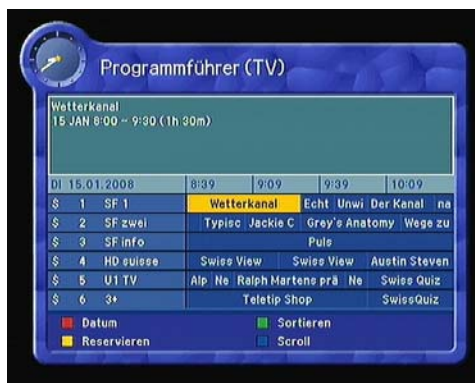 Programmführer (TV)
Wetterkanal
15 JAN 8:00 ~ 9:30 (1h 30m)
DI 15.01.2008 8:39 9:09 9:39 10:09
$ 1 SF 1 Wetterkanal Echt Unwi Der Kanal na
$ 2 SF zwei Typisc Jackie C Grey's Anatomy Wege zu
$ 3 SF info Puls
$ 4 HD suisse Swiss View Swiss View Austin Steven
$ 5 U1 TV Alp Ne Ralph Martens prä Ne Swiss Quiz
$ 6 3+ Teletip Shop SwissQuiz
Datum Sortieren
Reservieren Scroll